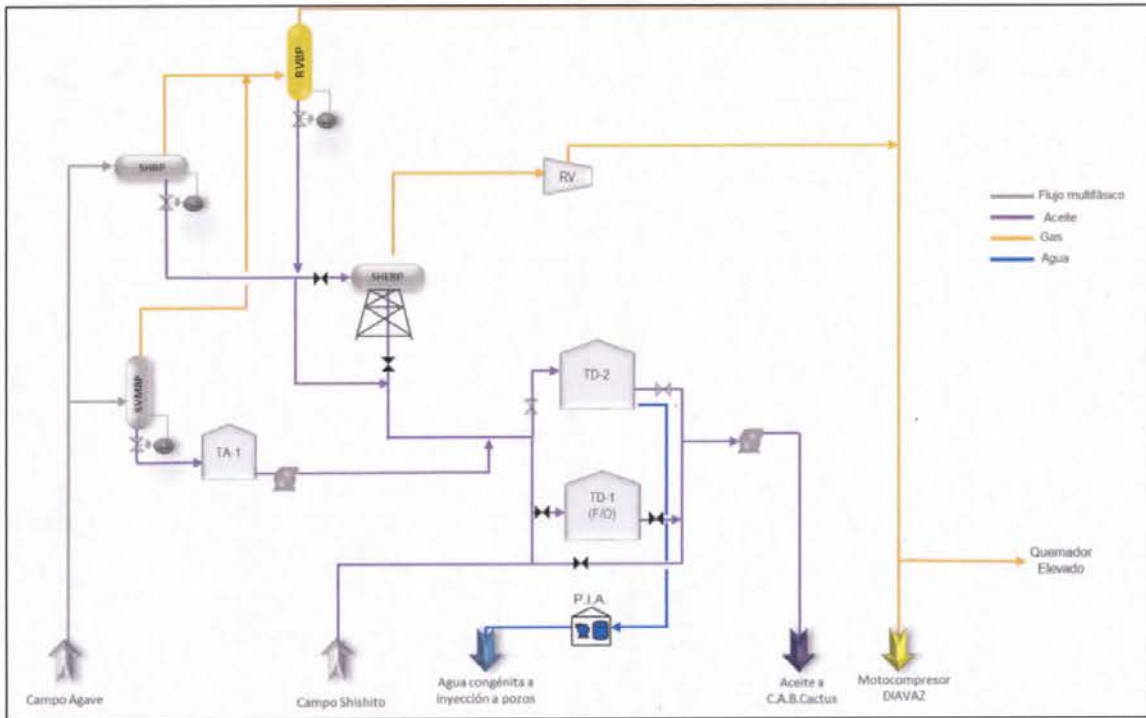 RVBP
SHBP
RV
Flujo multifásico
Aceite
Gas
Agua
SHEBP
SVMBP
TD-2
TA-1
TD-1
(F/O)
Quemador
Elevado
P.I.A.
Campo Agave
Campo Shishito
Agua congénita a
inyección a pozos
Aceite a
C.A.B.Cactus
Motocompresor
DIAVAZ